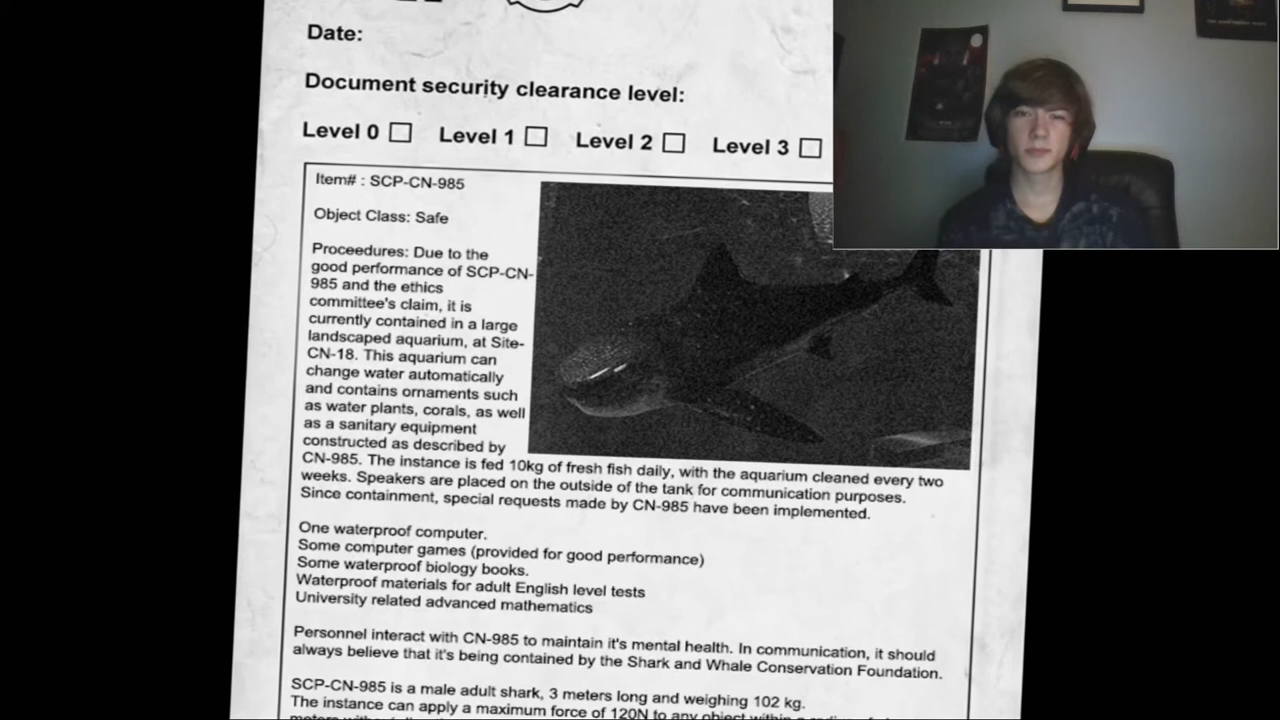 Date:
Document security clearance level:
Level 0 Level 1 Level 2 Level 3
Item# : SCP-CN-985
Object Class: Safe
Proceedures: Due to the
good performance of SCP-CN-
985 and the ethics
committee's claim, it is
currently contained in a large
landscaped aquarium, at Site-
CN-18. This aquarium can
change water automatically
and contains ornaments such
as water plants, corals, as well
as a sanitary equipment
constructed as described by
CN-985. The instance is fed 10kg of fresh fish daily, with the aquarium cleaned every two
weeks. Speakers are placed on the outside of the tank for communication purposes.
Since containment, special requests made by CN-985 have been implemented.
One waterproof computer.
Some computer games (provided for good performance)
Some waterproof biology books.
Waterproof materials for adult English level tests
University related advanced mathematics
Personnel interact with CN-985 to maintain it's mental health. In communication, it should
always believe that it's being contained by the Shark and Whale Conservation Foundation.
SCP-CN-985 is a male adult shark, 3 meters long and weighing 102 kg.
The instance can apply a maximum force of 120N to any object within a